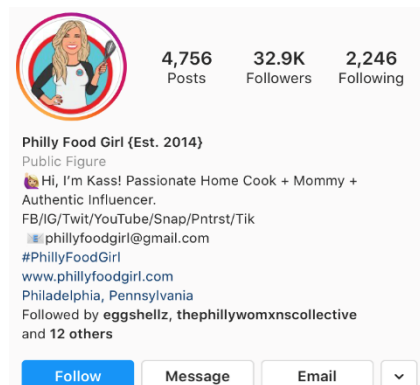 4,756 32.9K 2,246
Posts Followers Following
Philly Food Girl {Est. 2014}
Public Figure
Hi, I'm Kass! Passionate Home Cook + Mommy +
Authentic Influencer.
FB/IG/Twit/YouTube/Snap/Pntrst/Tik
phillyfoodgirl@gmail.com
#PhillyFoodGirl
www.phillyfoodgirl.com
Philadelphia, Pennsylvania
Followed by eggshellz, thephillywomxnscollective
and 12 others
Follow Message Email